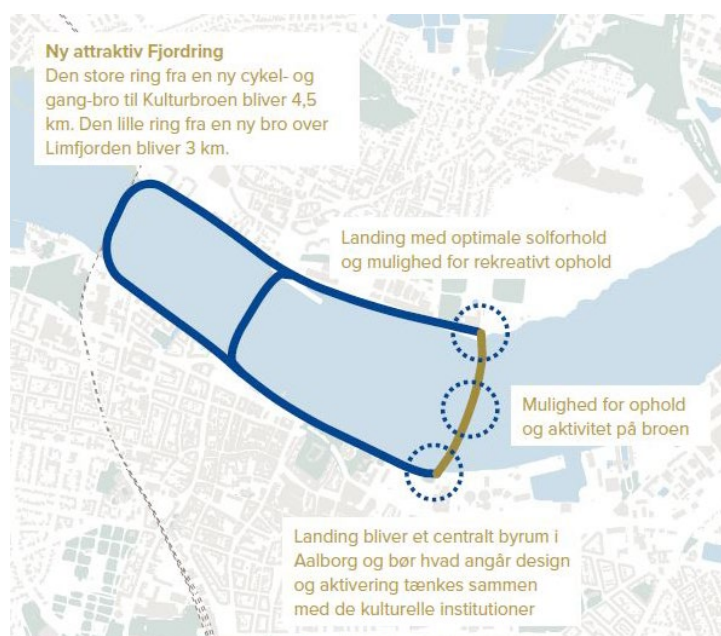 Ny attraktiv Fjordring
Den store ring fra en ny cykel- og
gang-bro til Kulturbroen bliver 4,5
km. Den lille ring fra en ny bro over
Limfjorden bliver 3 km.
Landing med optimale solforhold
og mulighed for rekreativt ophold
Mulighed for ophold
og aktivitet på broen
Landing bliver et centralt byrum i
Aalborg og bør hvad angår design
og aktivering tænkes sammen
med de kulturelle institutioner